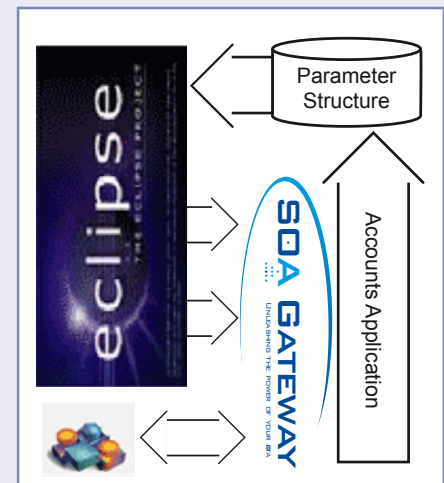 eclipse
THE ECLIPSE PROJECT
Parameter
Structure
SOA GATEWAY
UNLEASHING THE POWER OF YOUR
Accounts Application